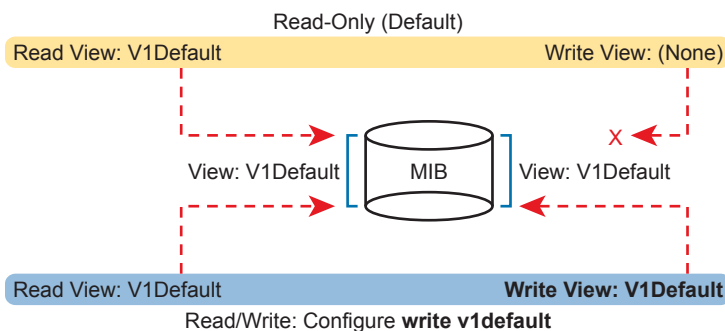 Read-Only (Default)
Read View: V1Default Write View: (None)
X
View: V1Default MIB View: V1Default
Read View: V1Default Write View: V1Default
Read/Write: Configure write v1default